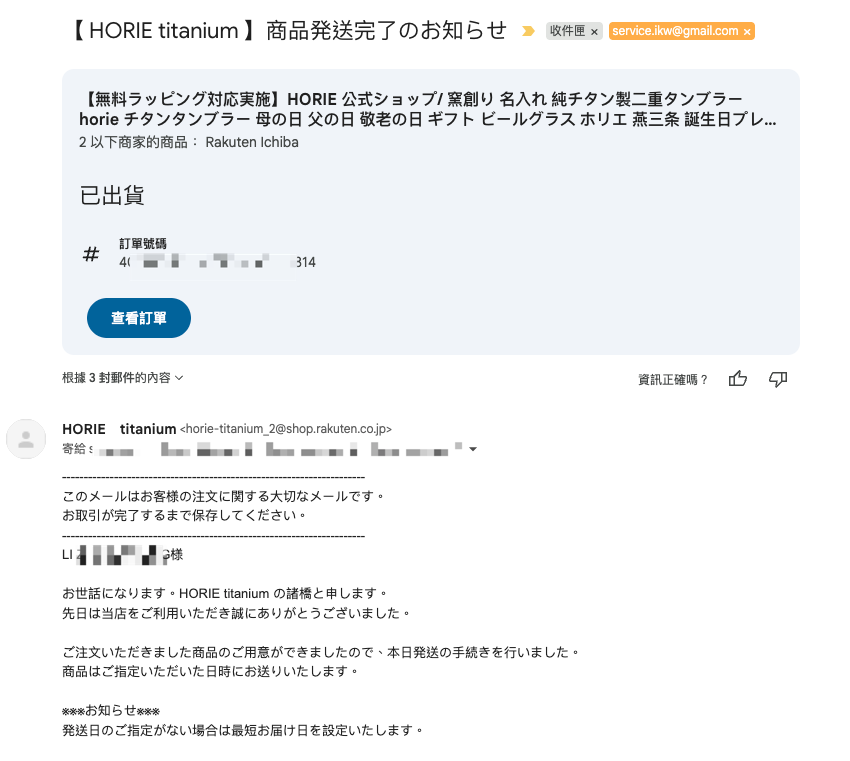 【 HORIE titanium 】商品発送完了のお知らせ 收件匣 × service.ikw@gmail.com ×
【無料ラッピング対応実施】HORIE 公式ショップ/ 窯創り 名入れ 純チタン製二重タンブラー
horie チタンタンブラー 母の日 父の日 敬老の日 ギフト ビールグラス ホリエ 燕三条 誕生日プレ...
2 以下商家的商品： Rakuten Ichiba
已出貨
# 訂單號碼
314
查看訂單
根據 3 封郵件的內容
資訊正確嗎？
HORIE titanium <horie-titanium_2@shop.rakuten.co.jp>
寄給 s
----------------------------------------------------------------------
このメールはお客様の注文に関する大切なメールです。
お取引が完了するまで保存してください。
----------------------------------------------------------------------
LI 様
お世話になります。HORIE titanium の諸橋と申します。
先日は当店をご利用いただき誠にありがとうございました。
ご注文いただきました商品のご用意ができましたので、本日発送の手続きを行いました。
商品はご指定いただいた日時にお送りいたします。
※※※お知らせ※※※
発送日のご指定がない場合は最短お届け日を設定いたします。